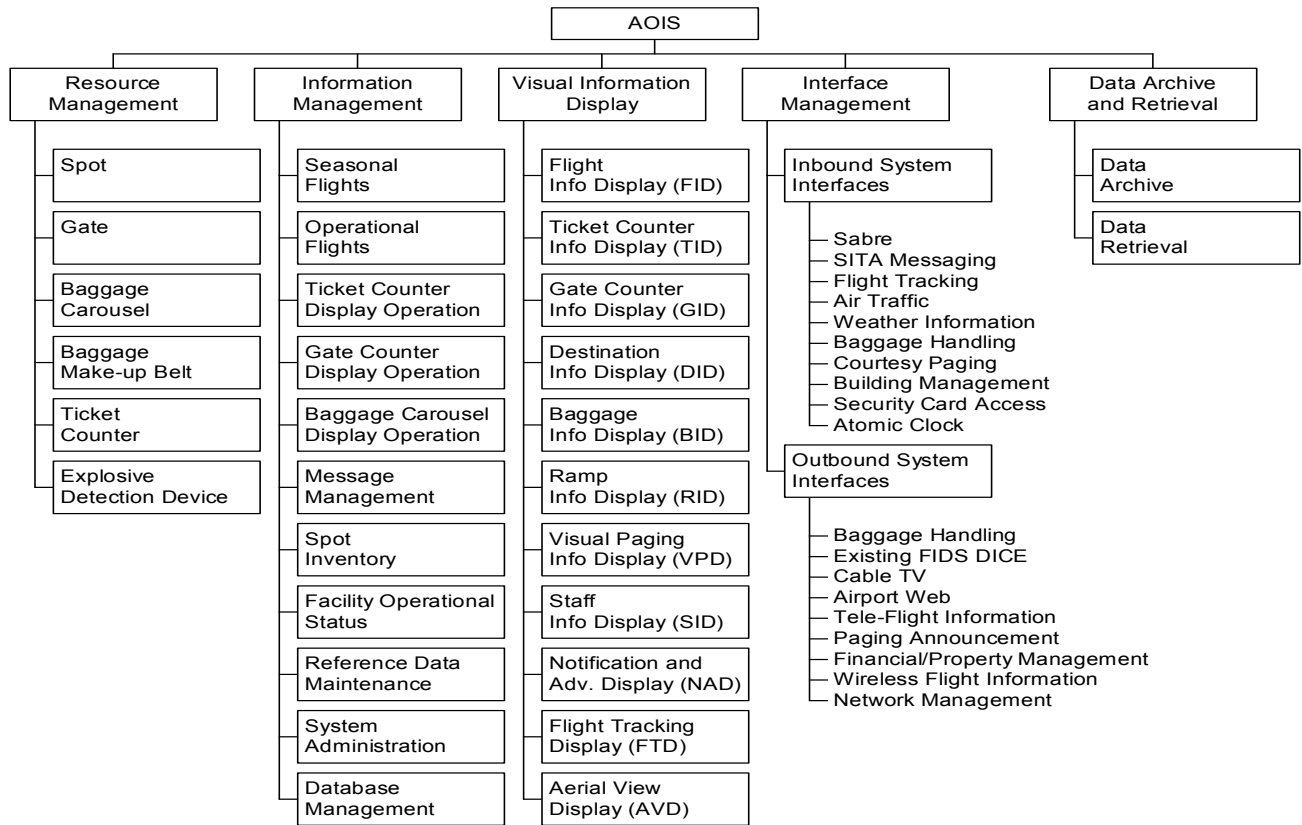 AOIS
Resource
Management
Spot
Gate
Baggage
Carousel
Baggage
Make-up Belt
Ticket
Counter
Explosive
Detection Device
Information
Management
Seasonal
Flights
Operational
Flights
Ticket Counter
Display Operation
Gate Counter
Display Operation
Baggage Carousel
Display Operation
Message
Management
Spot
Inventory
Facility Operational
Status
Reference Data
Maintenance
System
Administration
Database
Management
Visual Information
Display
Flight
Info Display (FID)
Ticket Counter
Info Display (TID)
Gate Counter
Info Display (GID)
Destination
Info Display (DID)
Baggage
Info Display (BID)
Ramp
Info Display (RID)
Visual Paging
Info Display (VPD)
Staff
Info Display (SID)
Notification and
Adv. Display (NAD)
Flight Tracking
Display (FTD)
Aerial View
Display (AVD)
Interface
Management
Inbound System
Interfaces
Sabre
SITA Messaging
Flight Tracking
Air Traffic
Weather Information
Baggage Handling
Courtesy Paging
Building Management
Security Card Access
Atomic Clock
Outbound System
Interfaces
Baggage Handling
Existing FIDS DICE
Cable TV
Airport Web
Tele-Flight Information
Paging Announcement
Financial/Property Management
Wireless Flight Information
Network Management
Data Archive
and Retrieval
Data
Archive
Data
Retrieval